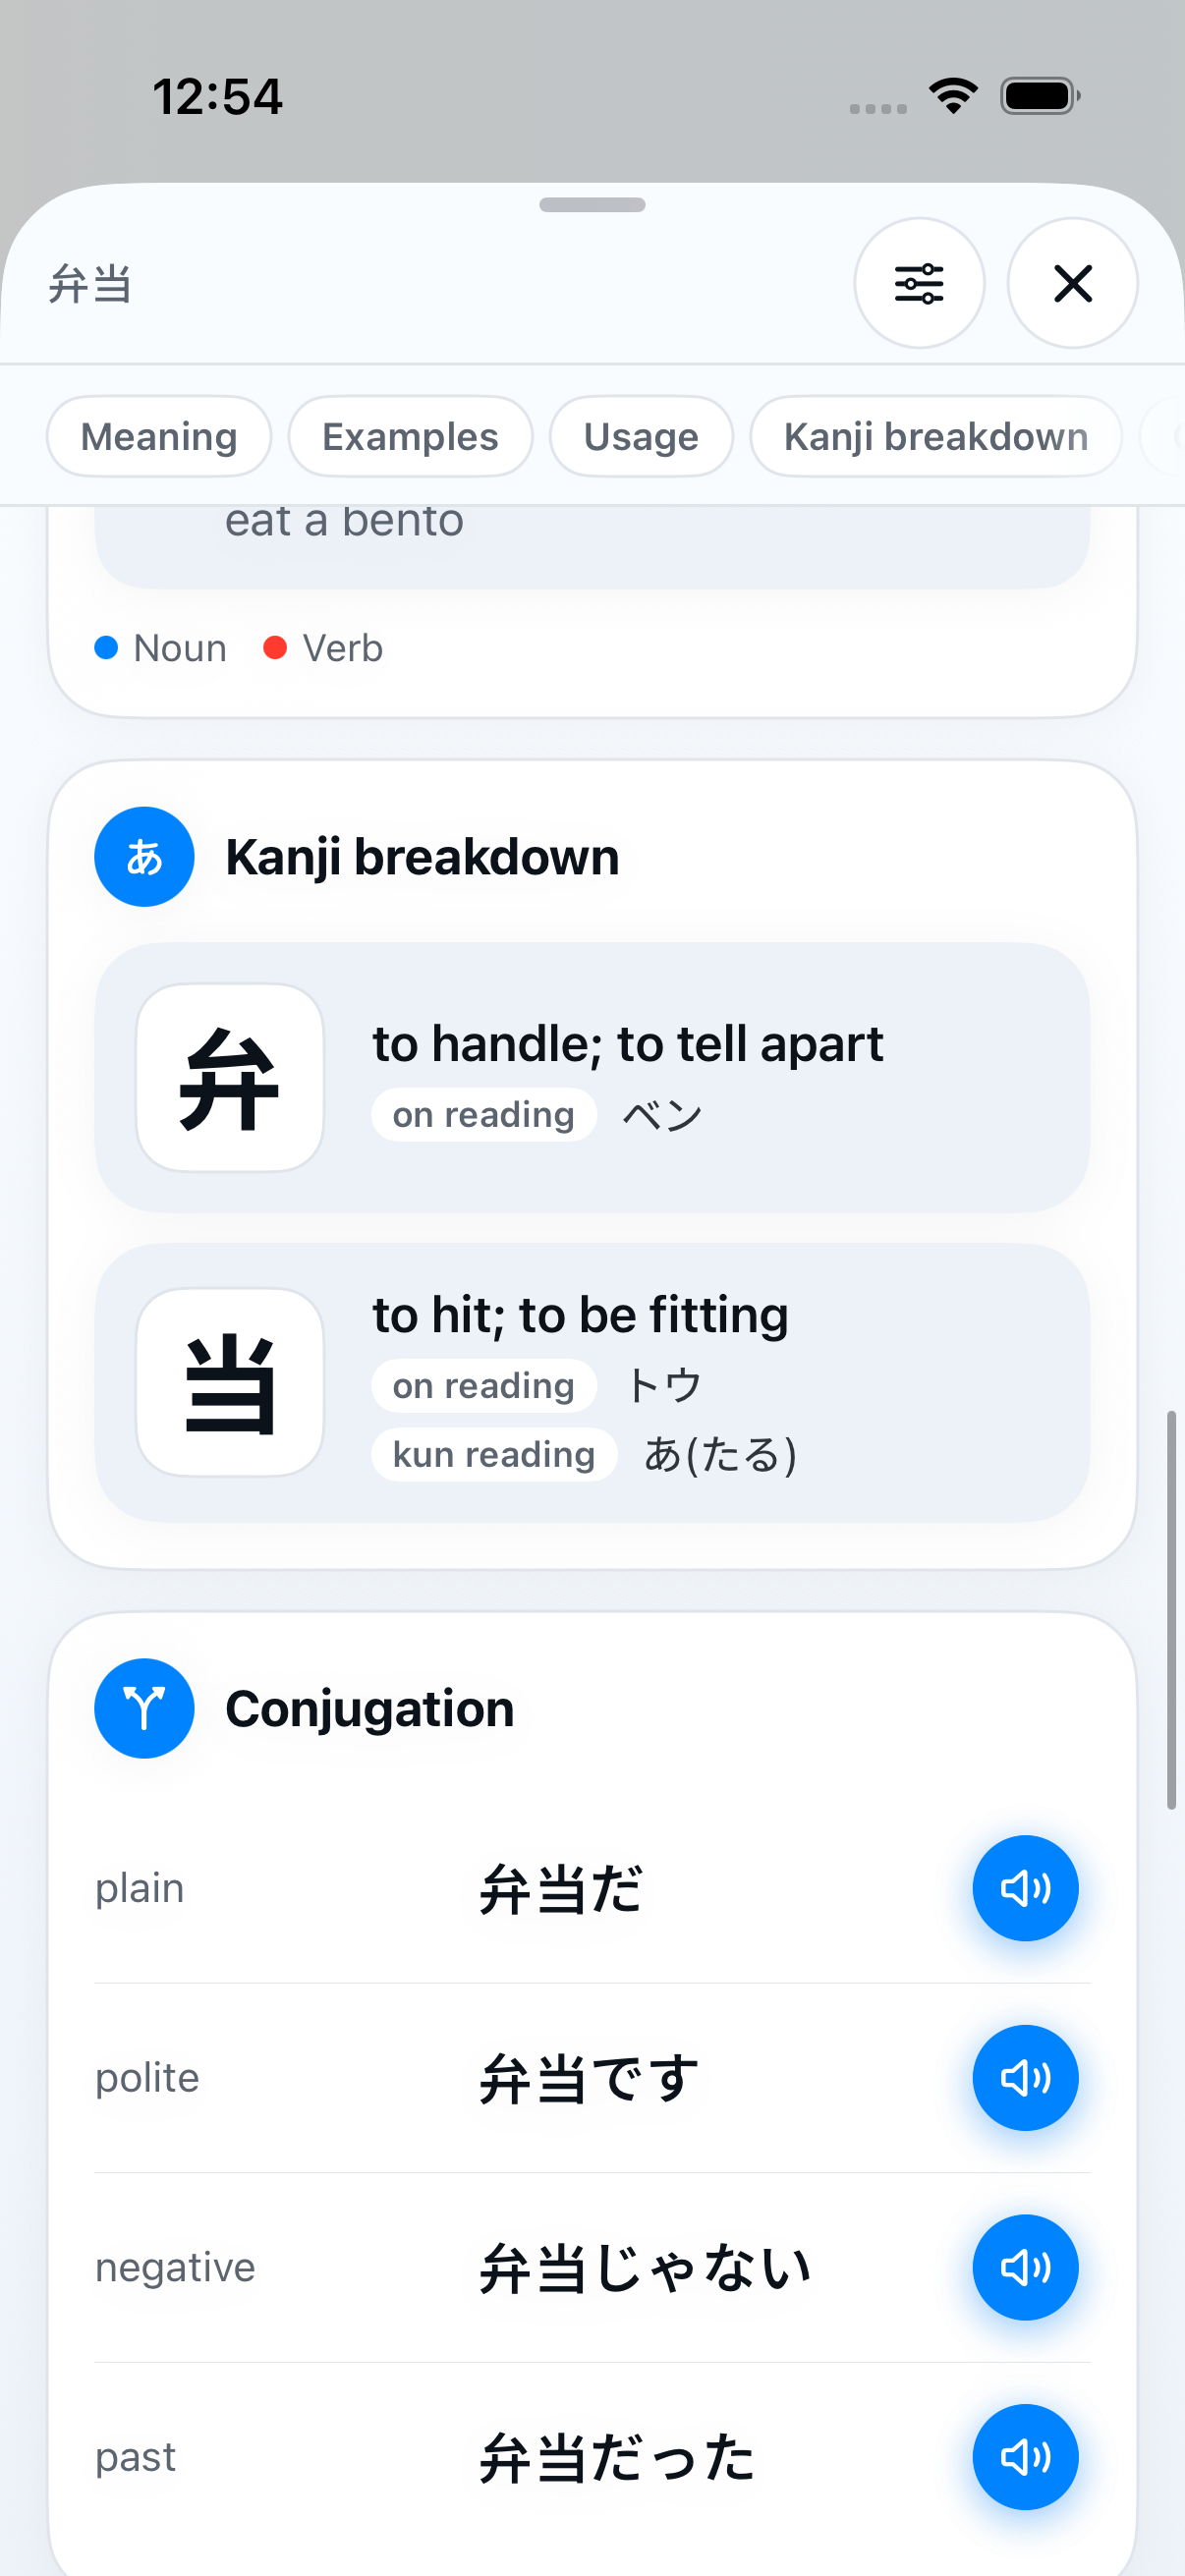 12:54
弁当
Meaning Examples Usage Kanji breakdown
eat a bento
Noun Verb
あ Kanji breakdown
弁 to handle; to tell apart
on reading ベン
当 to hit; to be fitting
on reading トウ
kun reading あ(たる)
Conjugation
plain 弁当だ
polite 弁当です
negative 弁当じゃない
past 弁当だった